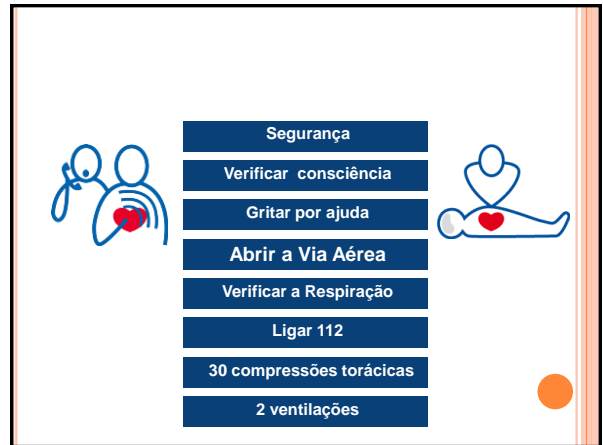 Segurança
Verificar consciência
Gritar por ajuda
Abrir a Via Aérea
Verificar a Respiração
Ligar 112
30 compressões torácicas
2 ventilações